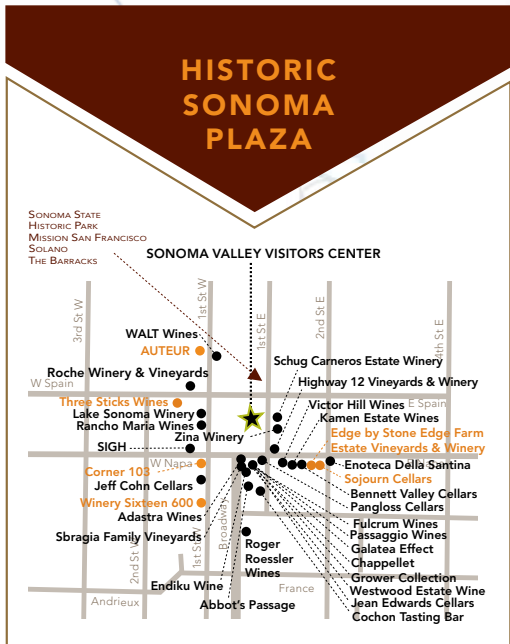 HISTORIC
SONOMA
PLAZA
SONOMA STATE
HISTORIC PARK
MISSION SAN FRANCISCO
SOLANO
THE BARRACKS
SONOMA VALLEY VISITORS CENTER
3rd St W
1st St W
1st St E
2nd St E
4th St E
WALT Wines
AUTEUR
Schug Carneros Estate Winery
Roche Winery & Vineyards
Highway 12 Vineyards & Winery
W Spain
E Spain
Three Sticks Wines
Victor Hill Wines
Lake Sonoma Winery
Kamen Estate Wines
Rancho Maria Wines
Zina Winery
Edge by Stone Edge Farm
Estate Vineyards & Winery
SIGH
W Napa
Enoteca Della Santina
Corner 103
Sojourn Cellars
Jeff Cohn Cellars
Bennett Valley Cellars
Winery Sixteen 600
Pangloss Cellars
Adastra Wines
Fulcrum Wines
Sbragia Family Vineyards
Passaggio Wines
Galatea Effect
Chappellet
2nd St W
1st St W
Broadway
Roger
Roessler
Wines
Grower Collection
Endiku Wine
France
Westwood Estate Wine
Andrieux
Abbot's Passage
Jean Edwards Cellars
Cochon Tasting Bar